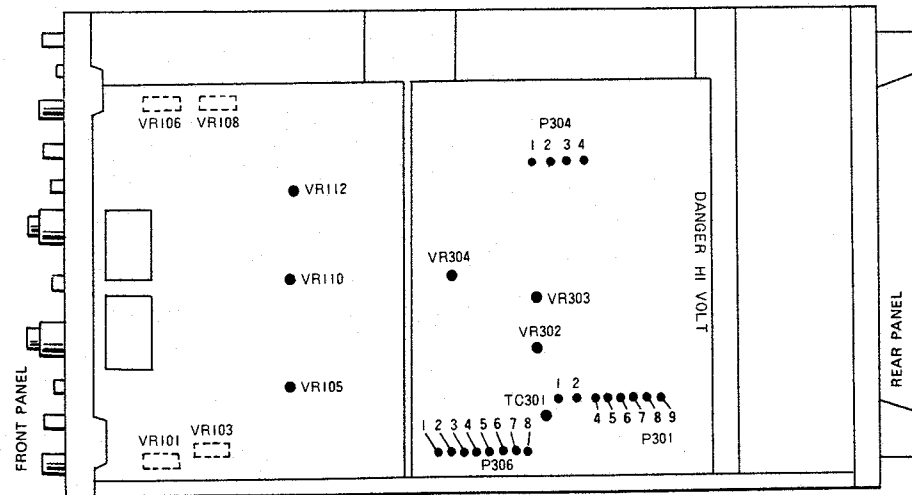 VR106 VR108
P304
1 2 3 4
VR112
DANGER HI VOLT
VR304
VR110
VR303
VR302
REAR PANEL
FRONT PANEL
VR105
1 2
TC301
4 5 6 7 8 9
P301
VR101 VR103
1 2 3 4 5 6 7 8
P306